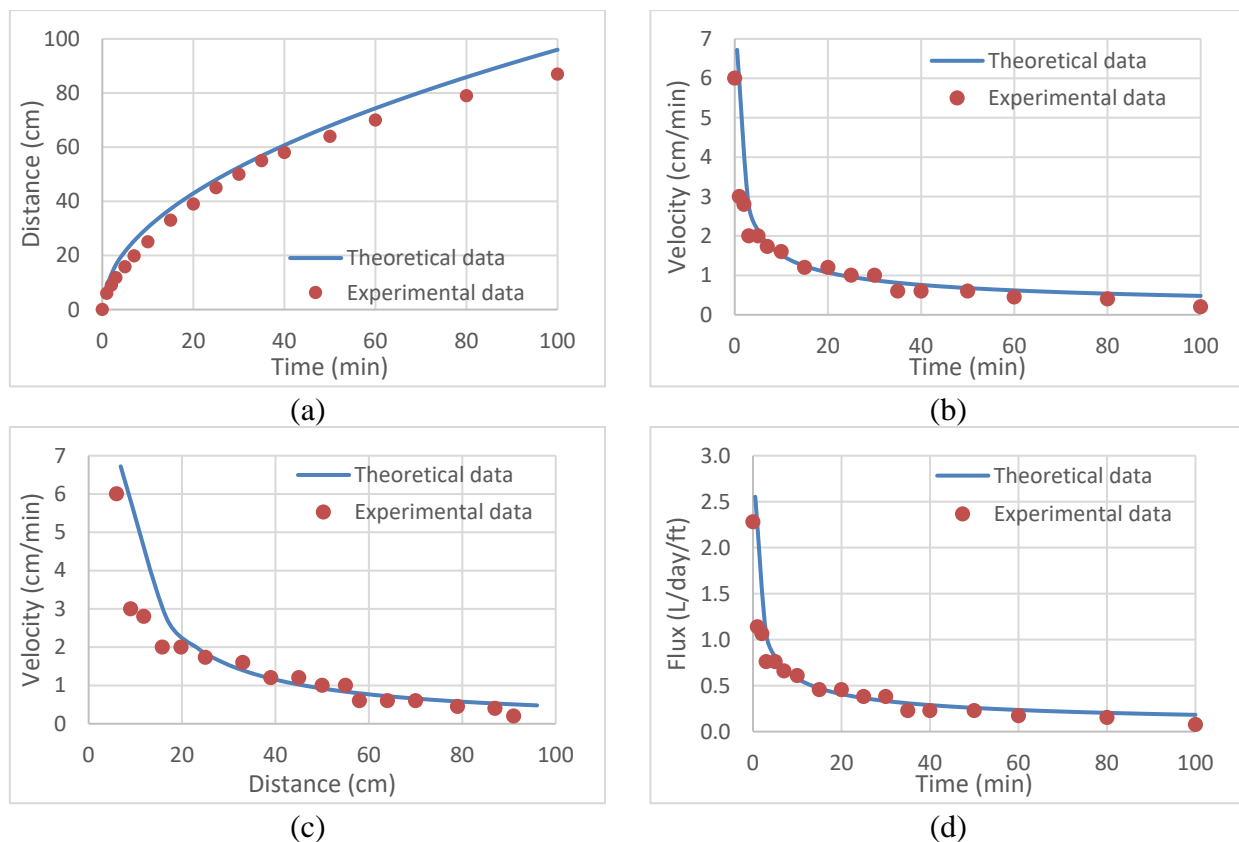 100
80
60
40
20
0
Distance (cm)
Theoretical data
Experimental data
0 20 40 60 80 100
Time (min)
(a)
7
6
5
4
3
2
1
0
Velocity (cm/min)
Theoretical data
Experimental data
0 20 40 60 80 100
Time (min)
(b)
7
6
5
4
3
2
1
0
Velocity (cm/min)
Theoretical data
Experimental data
0 20 40 60 80 100
Distance (cm)
(c)
3.0
2.5
2.0
1.5
1.0
0.5
0.0
Flux (L/day/ft)
Theoretical data
Experimental data
0 20 40 60 80 100
Time (min)
(d)